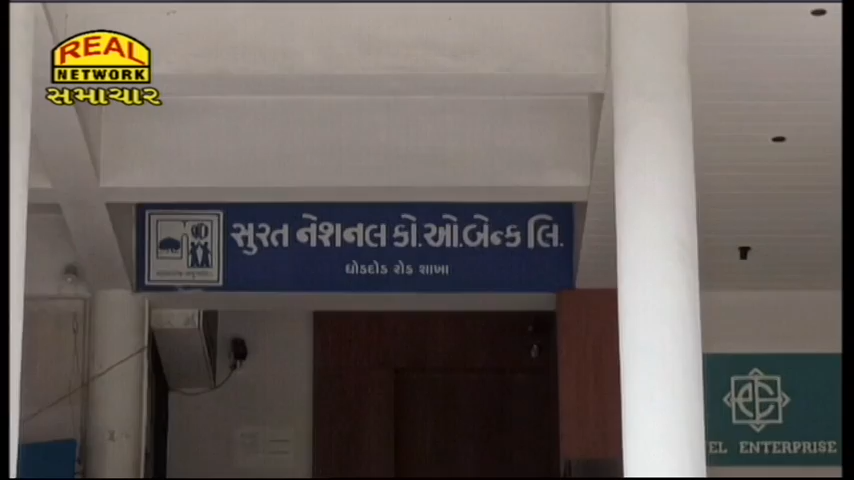 REAL
NETWORK
સમાચાર
સુરત નેશનલ કો.ઓ.બેન્ક લિ.
ઘોડદોડ રોડ શાખા
EL ENTERPRISE